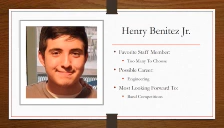 Henry Benitez Jr.
Favorite Staff Member:
Too Many To Choose
Possible Career:
Engineering
Most Looking Forward To:
Band Competitions